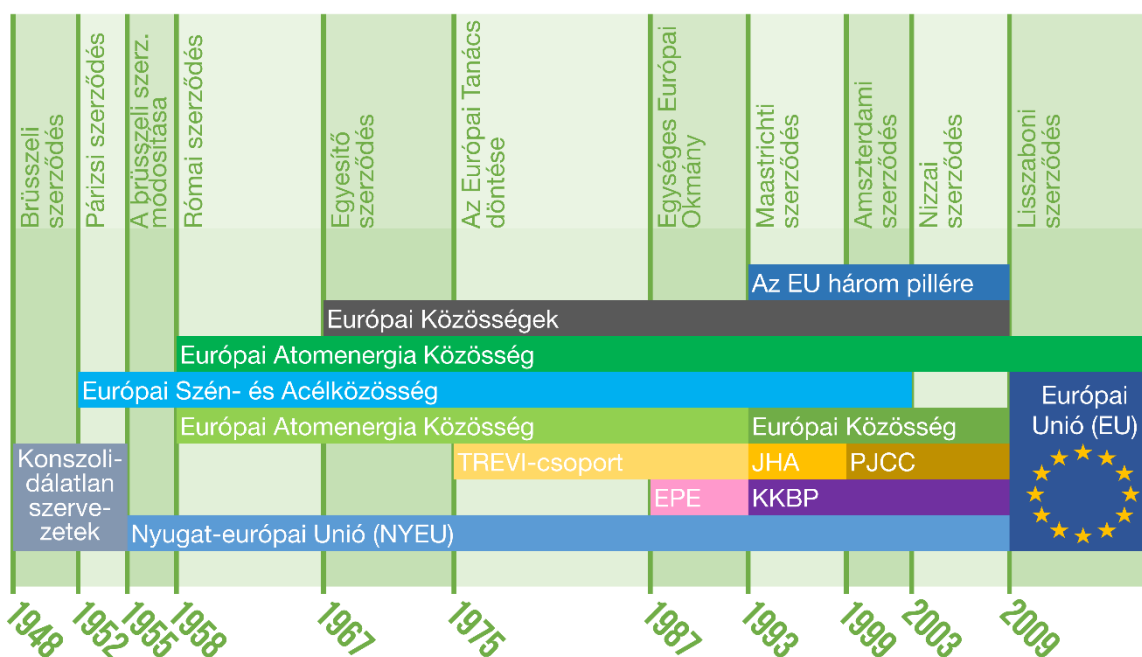 Brüsszeli
szerződés
Párizsi szerződés
A brüsszeli szerz.
módosítása
Római szerződés
Egyesítő
szerződés
Az Európai Tanács
döntése
Egységes Európai
Okmány
Maastrichti
szerződés
Amszterdami
szerződés
Nizzai
szerződés
Lisszaboni
szerződés
Az EU három pillére
Európai Közösségek
Európai Atomenergia Közösség
Európai Szén- és Acélközösség
Európai Atomenergia Közösség
Európai Közösség
Európai
Unió (EU)
Konszoli-
dálatlan
szerve-
zetek
TREVI-csoport
JHA
PJCC
EPE
KKBP
Nyugat-európai Unió (NYEU)
1948
1952
1955
1958
1967
1975
1987
1993
1999
2003
2009